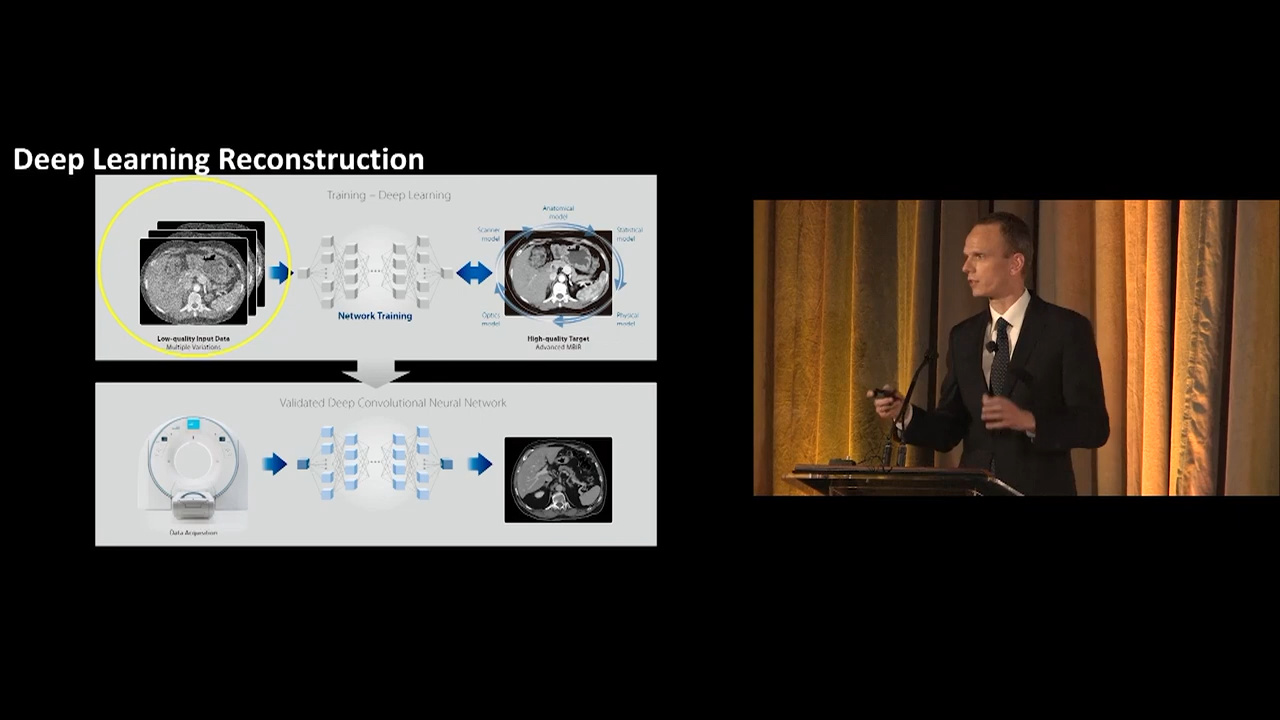 Deep Learning Reconstruction
Training – Deep Learning
Anatomical
model
Scanner
model
Statistical
model
Network Training
Optics
model
Physical
model
Low-quality Input Data
Multiple Variations
High-quality Target
Advanced MBIR
Validated Deep Convolutional Neural Network
Data Acquisition